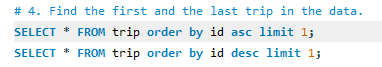 # 4. Find the first and the last trip in the data.
SELECT * FROM trip order by id asc limit 1;
SELECT * FROM trip order by id desc limit 1;